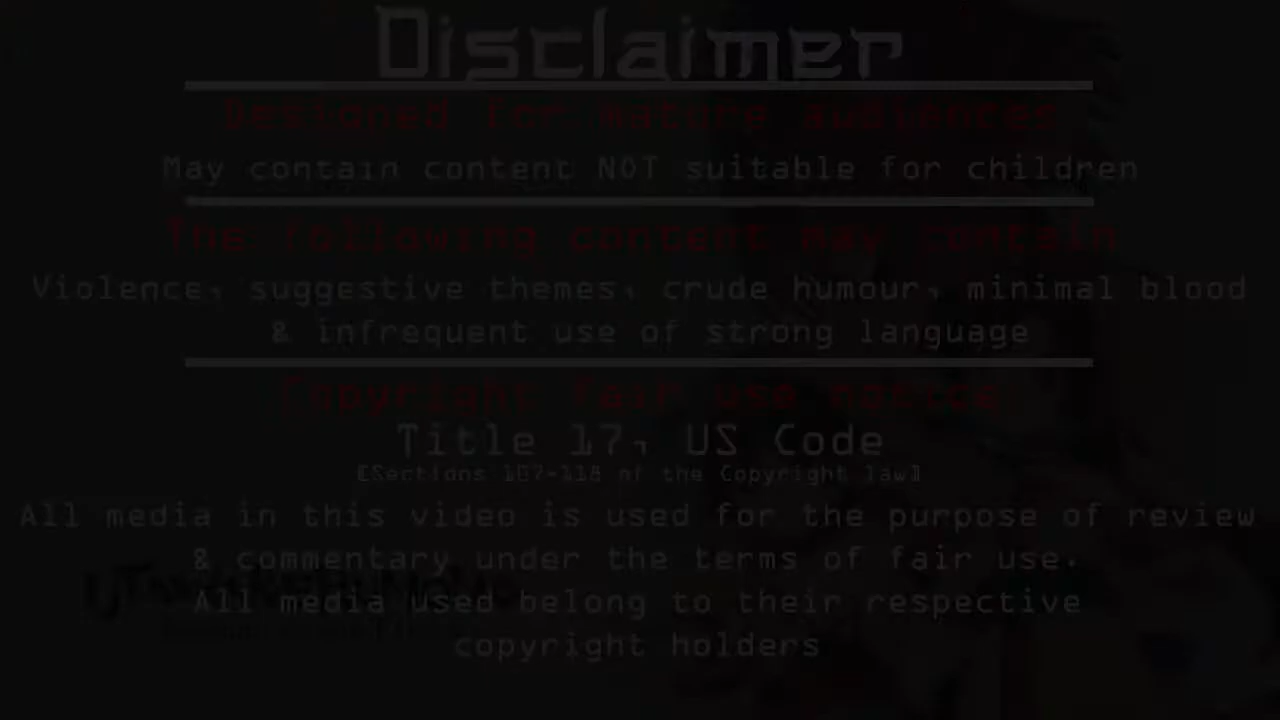 Disclaimer
Designed for mature audiences
May contain content NOT suitable for children
The following content may contain
Violence, suggestive themes, crude humour, minimal blood
& infrequent use of strong language
Copyright fair use notice
Title 17, US Code
[Sections 107-118 of the Copyright law]
All media in this video is used for the purpose of review
& commentary under the terms of fair use.
All media used belong to their respective
copyright holders